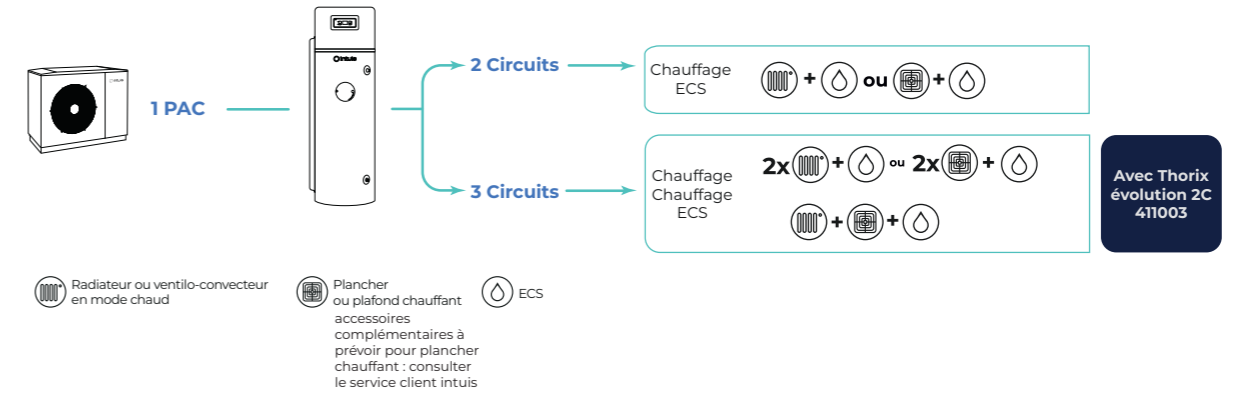 intuis
1 PAC
intuis
2 Circuits
Chauffage
ECS
+
ou
+
3 Circuits
Chauffage
Chauffage
ECS
2x + ou 2x +
+ +
Avec Thorix
évolution 2C
411003
Radiateur ou ventilo-convecteur
en mode chaud
Plancher
ou plafond chauffant
accessoires
complémentaires à
prévoir pour plancher
chauffant : consulter
le service client intuis
ECS